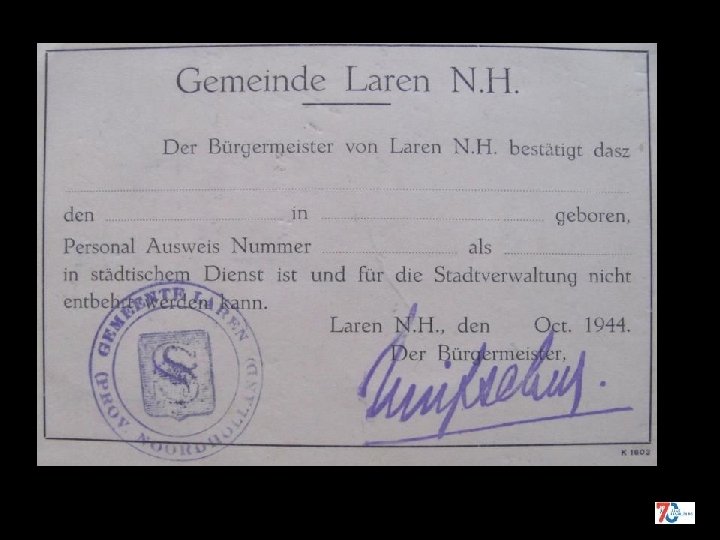 Gemeinde Laren N.H.
Der Bürgermeister von Laren N.H. bestätigt dasz
den in geboren,
Personal Ausweis Nummer als
in städtischem Dienst ist und für die Stadtverwaltung nicht
entbehrt werden kann.
Laren N.H., den Oct. 1944.
Der Bürgermeister,
GEMEENTE LAREN
(PROV NOORDHOLLAND)
K 1602
70